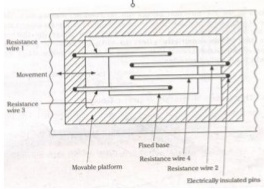 Resistance
wire 1
Movement
Resistance
wire 3
Fixed base
Resistance wire 4
Movable platform
Resistance wire 2
Electrically insulated pins